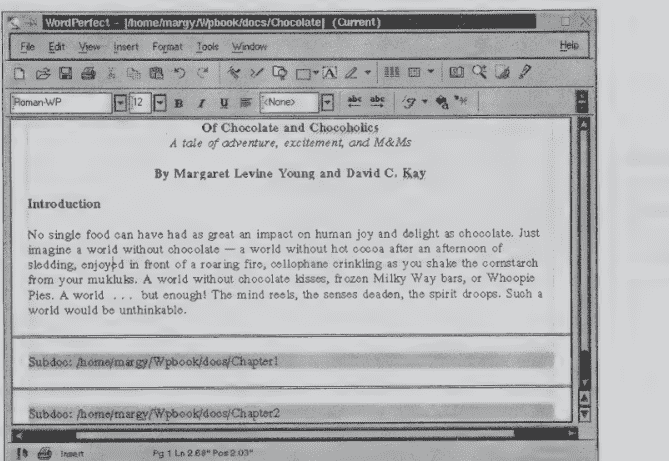 WordPerfect - [/home/margy/Wpbook/docs/Chocolate] (Current)
File Edit View Insert Format Tools Window Help
Roman-WP 12 B I U <None> abc abc
Of Chocolate and Chocoholics
A tale of adventure, excitement, and M&Ms
By Margaret Levine Young and David C. Kay
Introduction
No single food can have had as great an impact on human joy and delight as chocolate. Just
imagine a world without chocolate — a world without hot cocoa after an afternoon of
sledding, enjoyed in front of a roaring fire, cellophane crinkling as you shake the cornstarch
from your mukluks. A world without chocolate kisses, frozen Milky Way bars, or Whoopie
Pies. A world . . . but enough! The mind reels, the senses deaden, the spirit droops. Such a
world would be unthinkable.
Subdoc: /home/margy/Wpbook/docs/Chapter1
Subdoc: /home/margy/Wpbook/docs/Chapter2
Insert Pg 1 Ln 2.68" Pos 2.03"